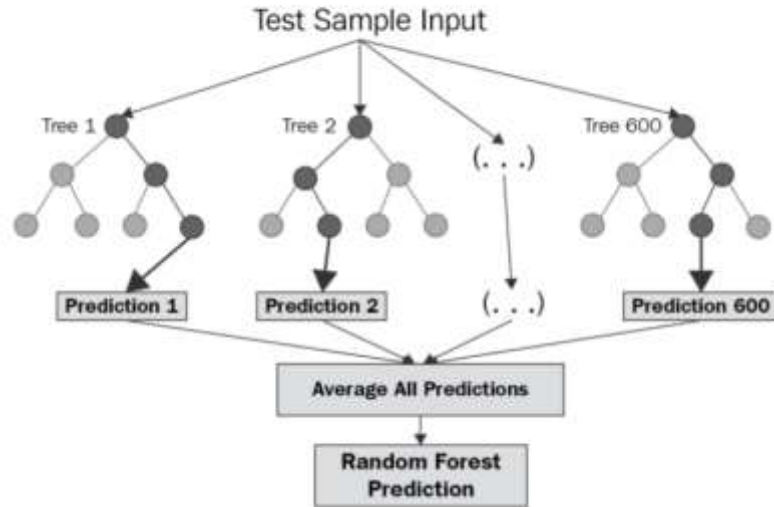 Test Sample Input
Tree 1
Tree 2
Tree 600
(. . .)
Prediction 1
Prediction 2
(. . .)
Prediction 600
Average All Predictions
Random Forest
Prediction